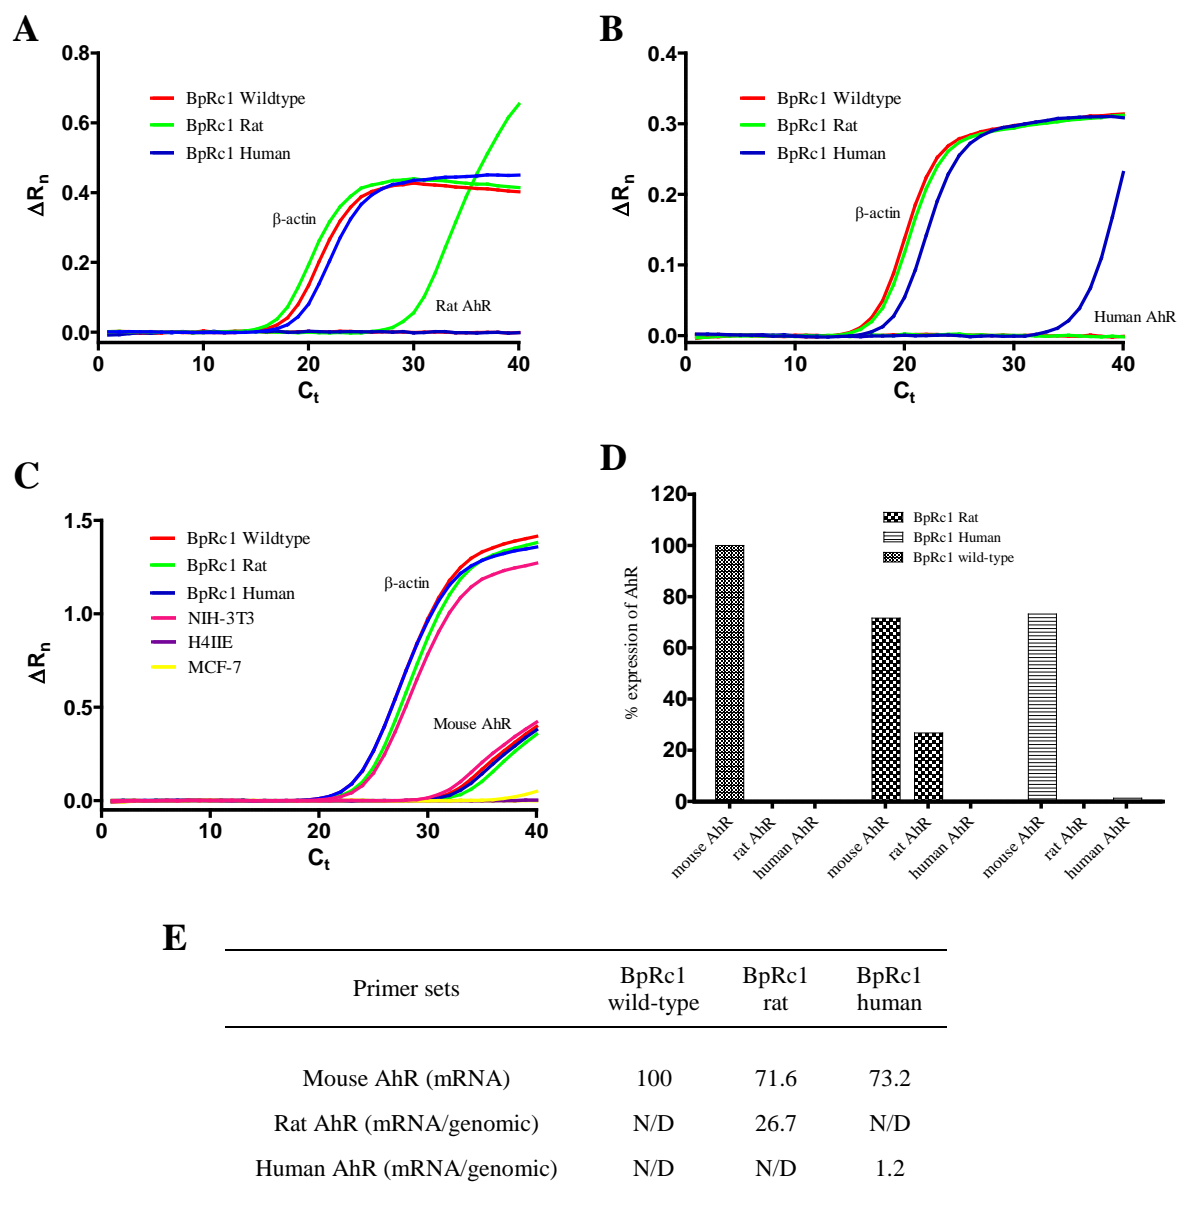 A
0.8
0.6
0.4
0.2
0.0
ΔRn
BpRc1 Wildtype
BpRc1 Rat
BpRc1 Human
β-actin
Rat AhR
0
10
20
30
40
Ct
B
0.4
0.3
0.2
0.1
0.0
ΔRn
BpRc1 Wildtype
BpRc1 Rat
BpRc1 Human
β-actin
Human AhR
0
10
20
30
40
Ct
C
1.5
1.0
0.5
0.0
ΔRn
BpRc1 Wildtype
BpRc1 Rat
BpRc1 Human
NIH-3T3
H4IIE
MCF-7
β-actin
Mouse AhR
0
10
20
30
40
Ct
D
120
100
80
60
40
20
0
% expression of AhR
BpRc1 Rat
BpRc1 Human
BpRc1 wild-type
mouse AhR
rat AhR
human AhR
mouse AhR
rat AhR
human AhR
mouse AhR
rat AhR
human AhR
E
Primer sets BpRc1 wild-type BpRc1 rat BpRc1 human
Mouse AhR (mRNA) 100 71.6 73.2
Rat AhR (mRNA/genomic) N/D 26.7 N/D
Human AhR (mRNA/genomic) N/D N/D 1.2